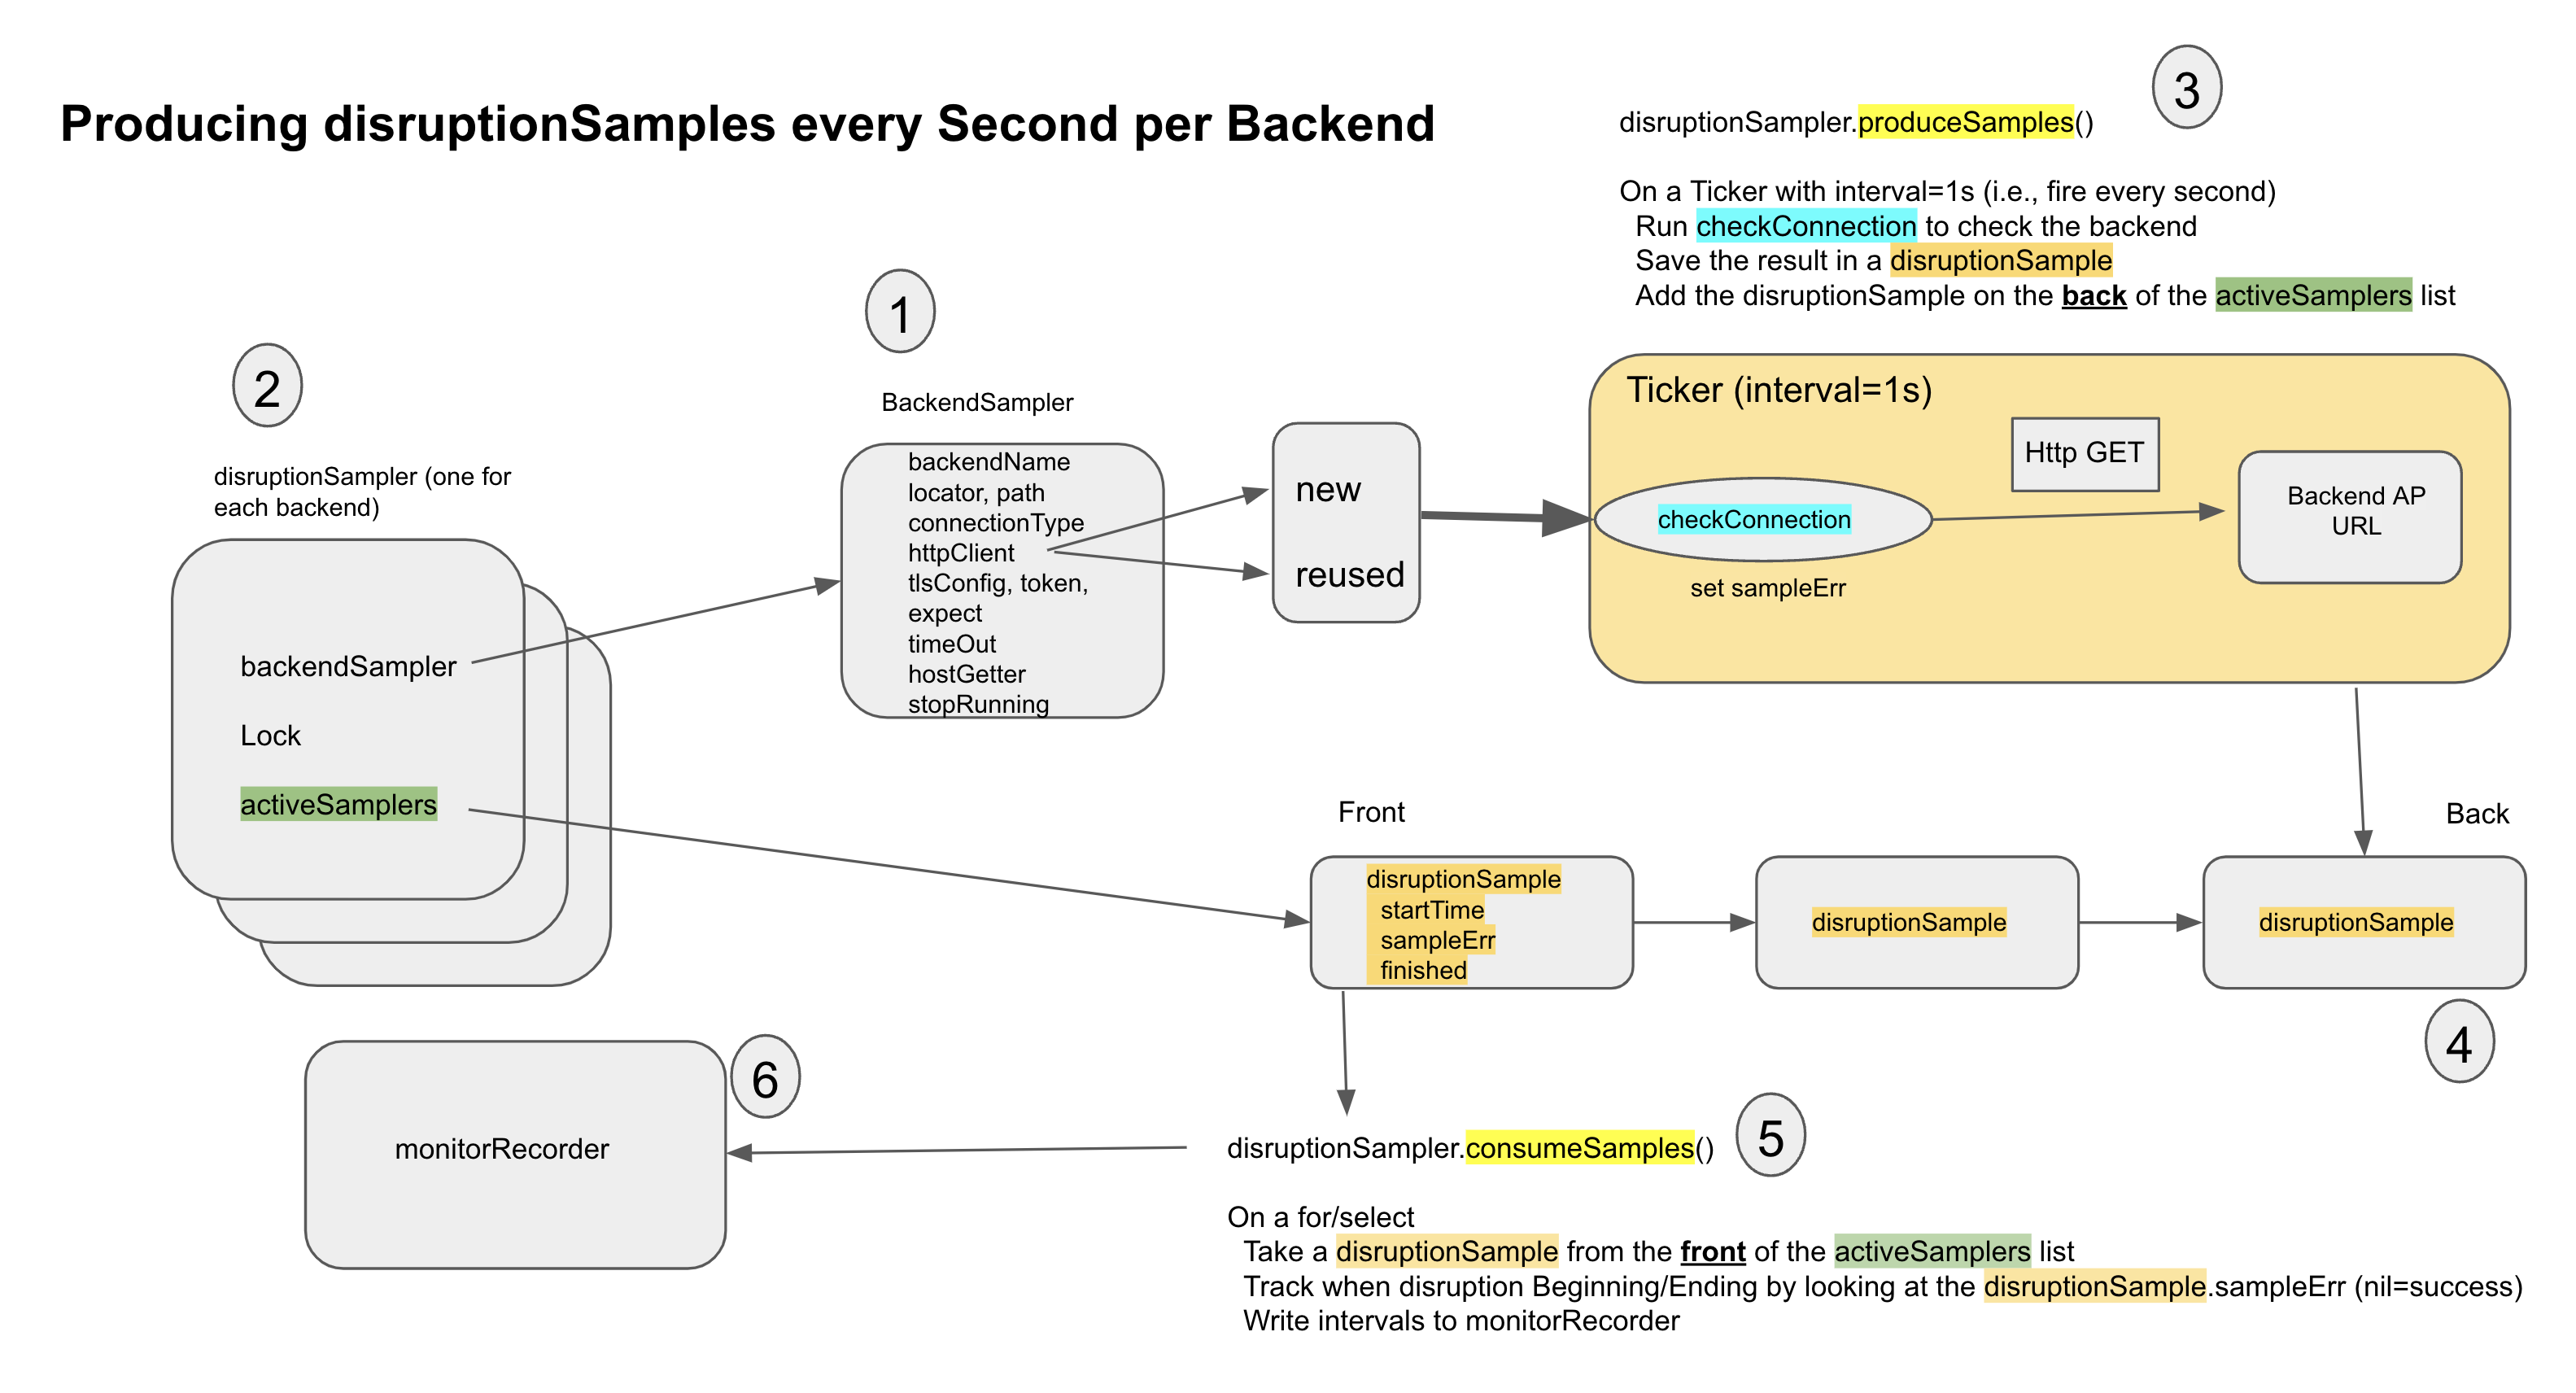 Producing disruptionSamples every Second per Backend
3
disruptionSampler.produceSamples()
On a Ticker with interval=1s (i.e., fire every second)
Run checkConnection to check the backend
Save the result in a disruptionSample
Add the disruptionSample on the back of the activeSamplers list
1
2
BackendSampler
backendName
locator, path
connectionType
httpClient
tlsConfig, token,
expect
timeOut
hostGetter
stopRunning
new
reused
Ticker (interval=1s)
Http GET
checkConnection
set sampleErr
Backend AP
URL
disruptionSampler (one for
each backend)
backendSampler
Lock
activeSamplers
Front
Back
disruptionSample
startTime
sampleErr
finished
disruptionSample
disruptionSample
4
6
monitorRecorder
5
disruptionSampler.consumeSamples()
On a for/select
Take a disruptionSample from the front of the activeSamplers list
Track when disruption Beginning/Ending by looking at the disruptionSample.sampleErr (nil=success)
Write intervals to monitorRecorder